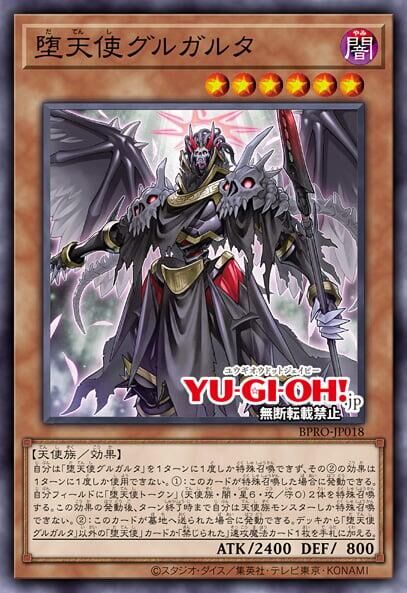 堕天使グルガルタ
闇
ユウギオウドットジェイピー
YU-GI-OH!.jp
無断転載禁止
BPRO-JP018
【天使族／効果】
自分は「堕天使グルガルタ」を1ターンに1度しか特殊召喚できず、その②の効果は
1ターンに1度しか使用できない。①：このカードが特殊召喚した場合に発動できる。
自分フィールドに「堕天使トークン」（天使族・闇・星6・攻／守0）2体を特殊召喚
する。この効果の発動後、ターン終了時まで自分は天使族モンスターしか特殊召喚
できない。②：このカードが墓地へ送られた場合に発動できる。デッキから「堕天使
グルガルタ」以外の「堕天使」カードか「禁じられた」速攻魔法カード1枚を手札に加える。
ATK/2400 DEF/ 800
©スタジオ・ダイス／集英社・テレビ東京・KONAMI